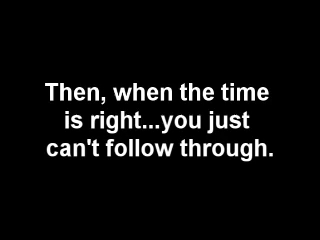 Then, when the time
is right...you just
can't follow through.